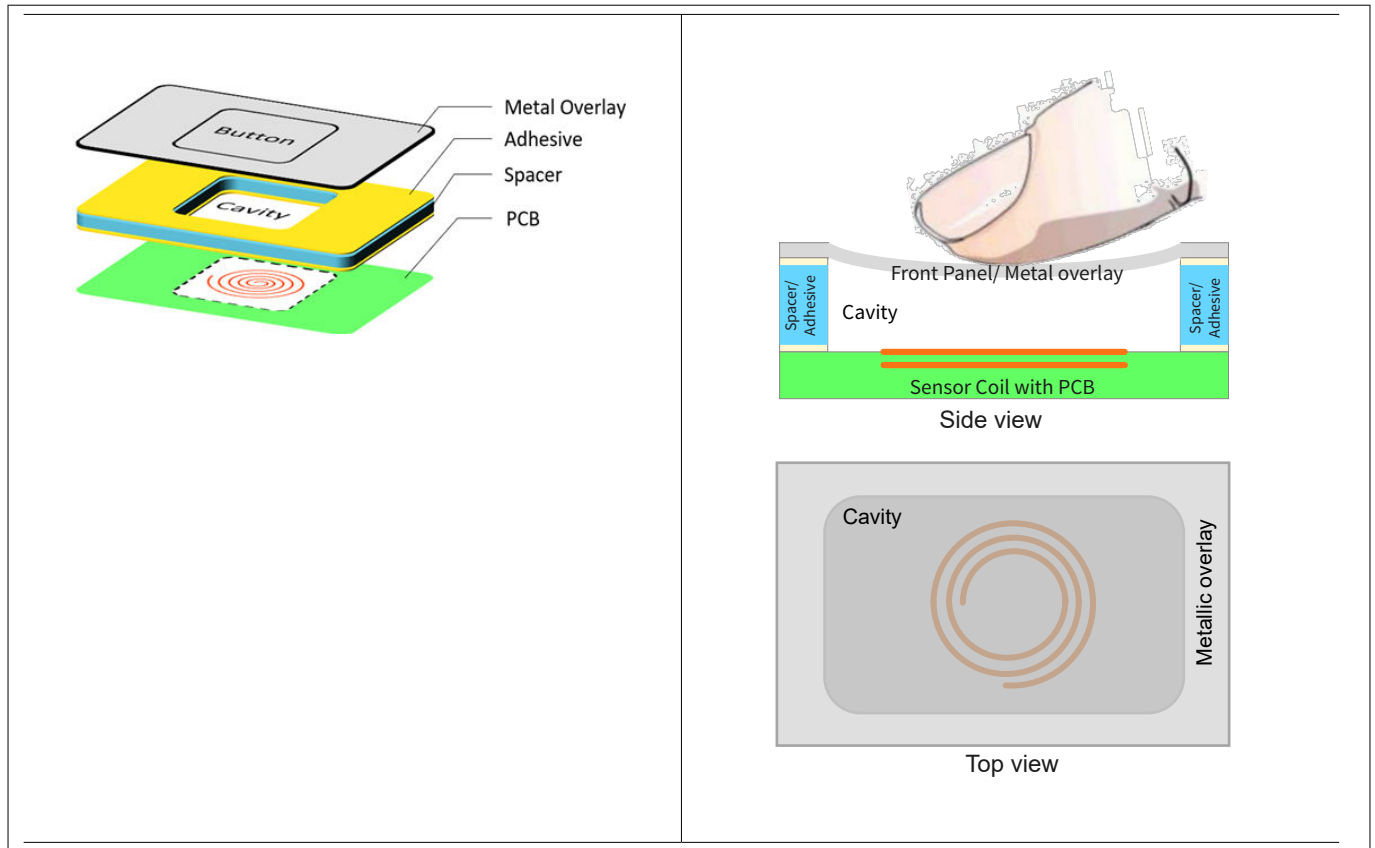 Metal Overlay
Adhesive
Spacer
PCB
Button
Cavity
Front Panel/ Metal overlay
Spacer/
Adhesive
Cavity
Spacer/
Adhesive
Sensor Coil with PCB
Side view
Cavity
Metallic overlay
Top view